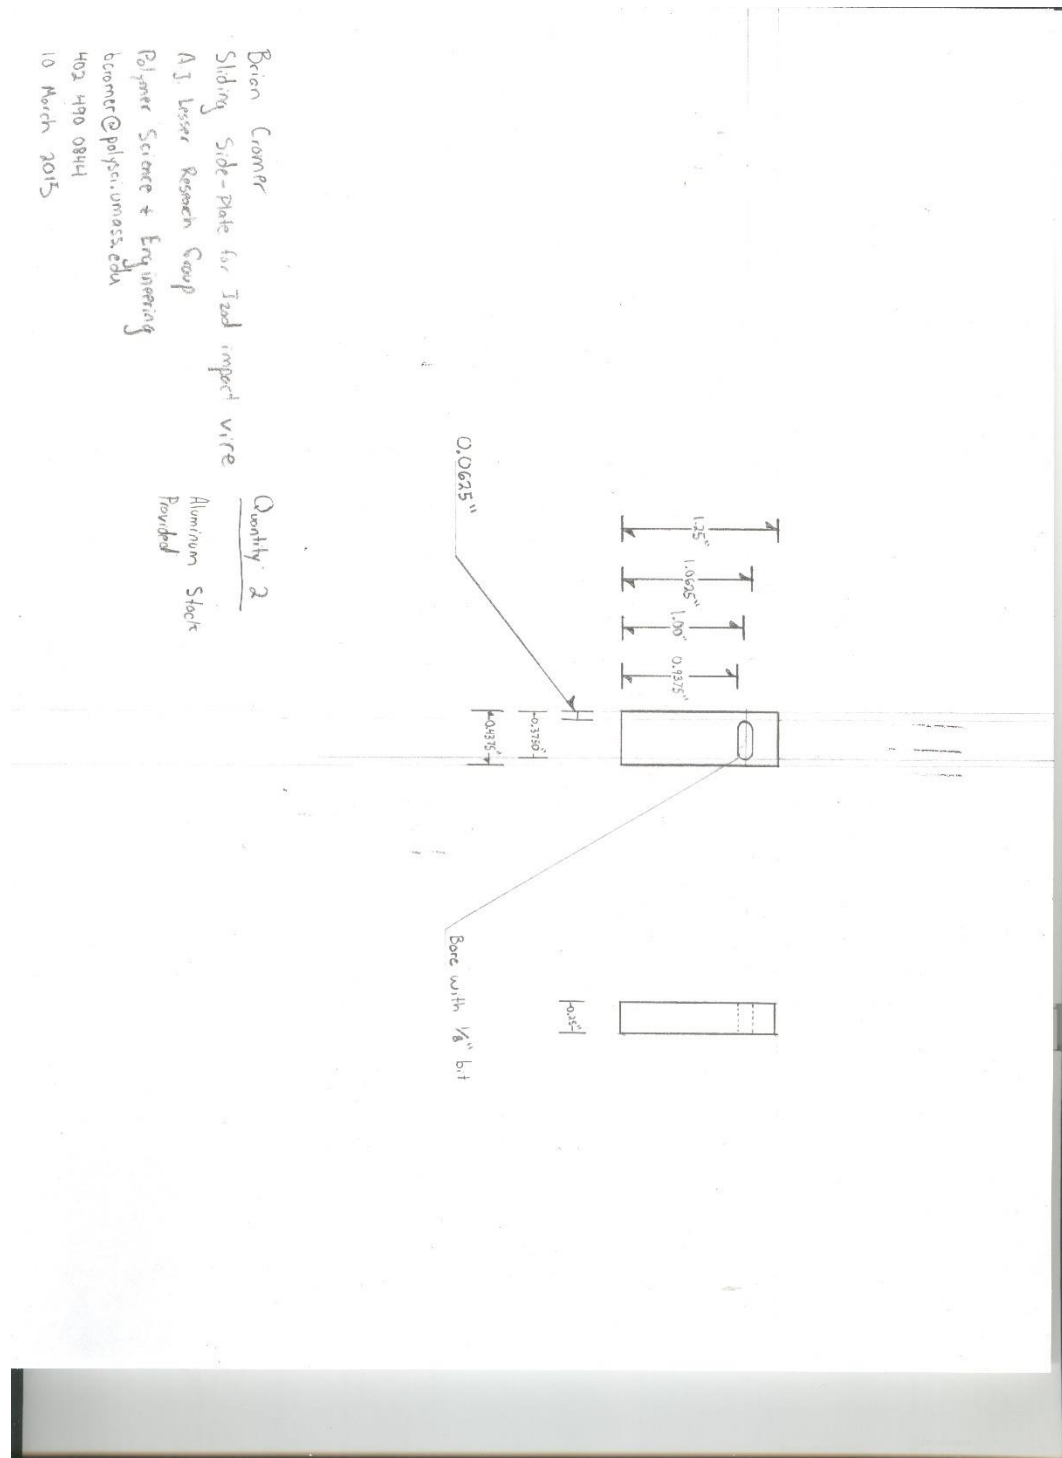 Brian Cromer
Sliding Side-Plate for Izod impact vise
A.J. Lesser Research Group
Polymer Science + Engineering
bcromer@polysci.umass.edu
402 490 0844
10 March 2015
Quantity: 2
Aluminum Stock
Provided
0.0625"
1.25"
1.0625"
1.00"
0.9375"
0.3750"
0.4375"
Bore with 1/8" bit
0.25"